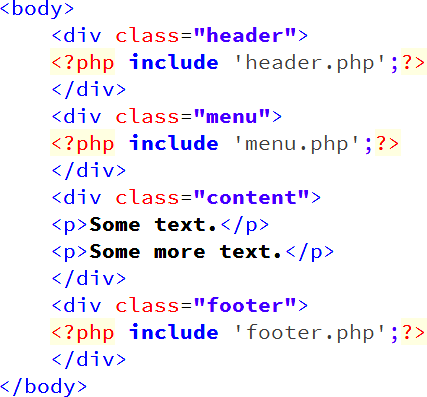 <body>
<div class="header">
<?php include 'header.php';?>
</div>
<div class="menu">
<?php include 'menu.php';?>
</div>
<div class="content">
<p>Some text.</p>
<p>Some more text.</p>
</div>
<div class="footer">
<?php include 'footer.php';?>
</div>
</body>